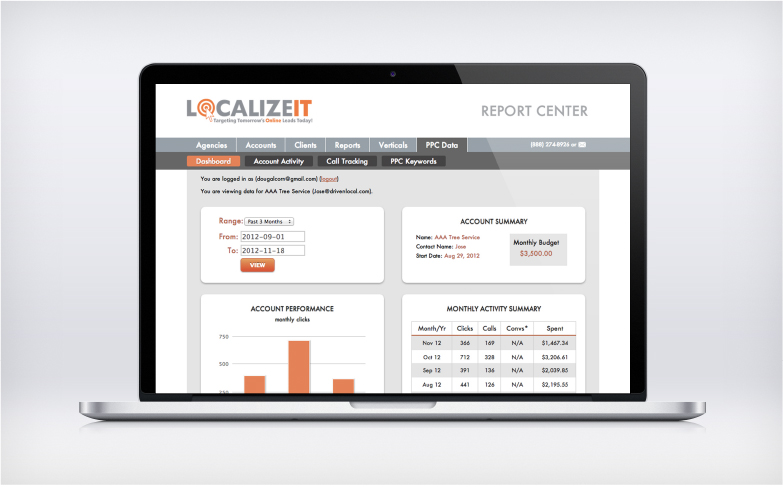 LOCALIZEIT
Targeting Tomorrow's Online Leads Today!
REPORT CENTER
Agencies Accounts Clients Reports Verticals PPC Data (888) 274-8936 or
Dashboard Account Activity Call Tracking PPC Keywords
You are logged in as (dougalcom@gmail.com) (logout)
You are viewing data for AAA Tree Service (Jose@drivenlocal.com).
Range: Past 3 Months
From: 2012-09-01
To: 2012-11-18
VIEW
ACCOUNT SUMMARY
Name: AAA Tree Service
Contact Name: Jose
Start Date: Aug 29, 2012
Monthly Budget
$3,500.00
ACCOUNT PERFORMANCE
monthly clicks
750
500
250
MONTHLY ACTIVITY SUMMARY
Month/Yr Clicks Calls Convs* Spent
Nov 12 366 169 N/A $1,467.34
Oct 12 712 328 N/A $3,206.61
Sep 12 391 136 N/A $2,039.85
Aug 12 441 126 N/A $2,195.55